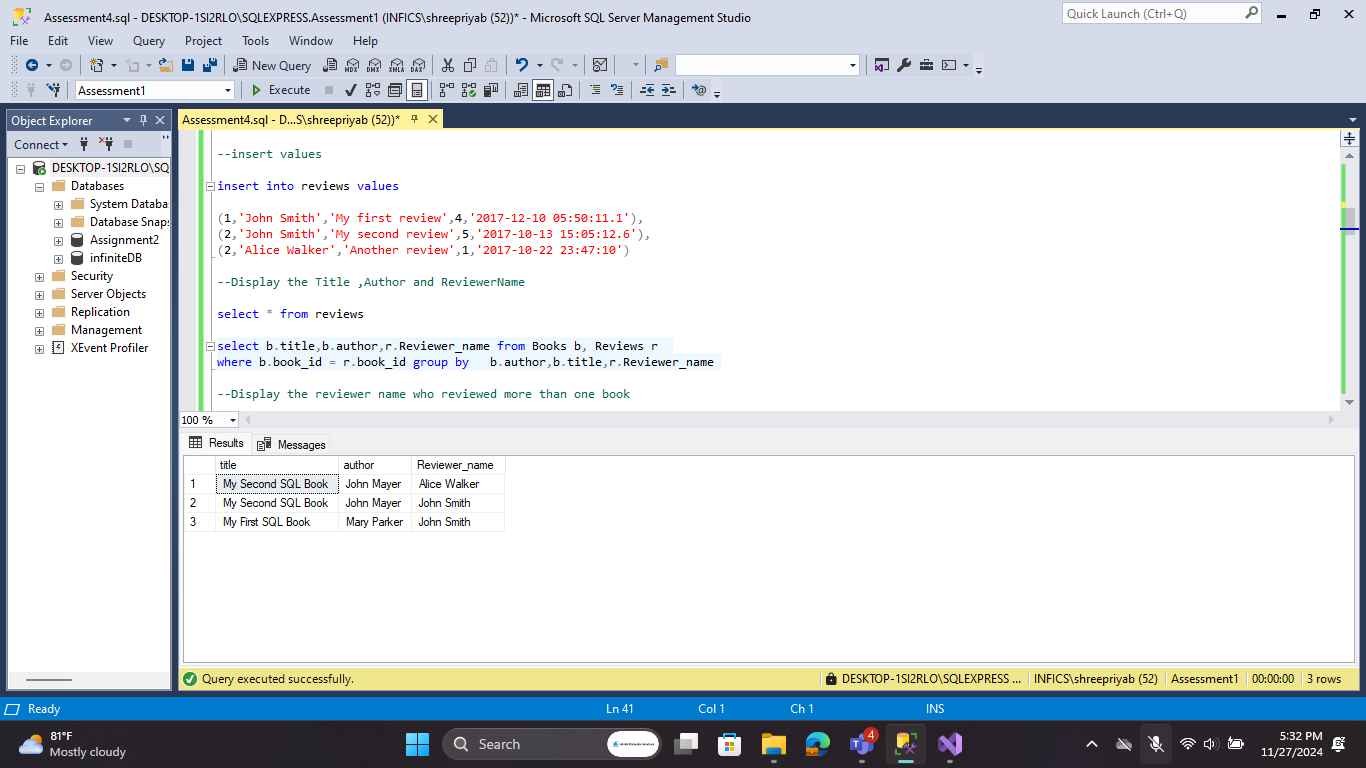 Assessment4.sql - DESKTOP-1SI2RLO\SQLEXPRESS.Assessment1 (INFICS\shreepriyab (52))* - Microsoft SQL Server Management Studio
Quick Launch (Ctrl+Q)
File Edit View Query Project Tools Window Help
New Query MDX DMX XMLA DAX
Assessment1 Execute
Object Explorer
Assessment4.sql - D...S\shreepriyab (52))*
Connect
DESKTOP-1SI2RLO\SQ
Databases
System Databa
Database Snap
Assignment2
infiniteDB
Security
Server Objects
Replication
Management
XEvent Profiler
--insert values
insert into reviews values
(1,'John Smith','My first review',4,'2017-12-10 05:50:11.1'),
(2,'John Smith','My second review',5,'2017-10-13 15:05:12.6'),
(2,'Alice Walker','Another review',1,'2017-10-22 23:47:10')
--Display the Title ,Author and ReviewerName
select * from reviews
select b.title,b.author,r.Reviewer_name from Books b, Reviews r
where b.book_id = r.book_id group by   b.author,b.title,r.Reviewer_name
--Display the reviewer name who reviewed more than one book
100 %
Results Messages
title author Reviewer_name
1 My Second SQL Book John Mayer Alice Walker
2 My Second SQL Book John Mayer John Smith
3 My First SQL Book Mary Parker John Smith
Query executed successfully. DESKTOP-1SI2RLO\SQLEXPRESS ... INFICS\shreepriyab (52) Assessment1 00:00:00 3 rows
Ready Ln 41 Col 1 Ch 1 INS
81°F
Mostly cloudy
Search
4
5:32 PM
11/27/2024